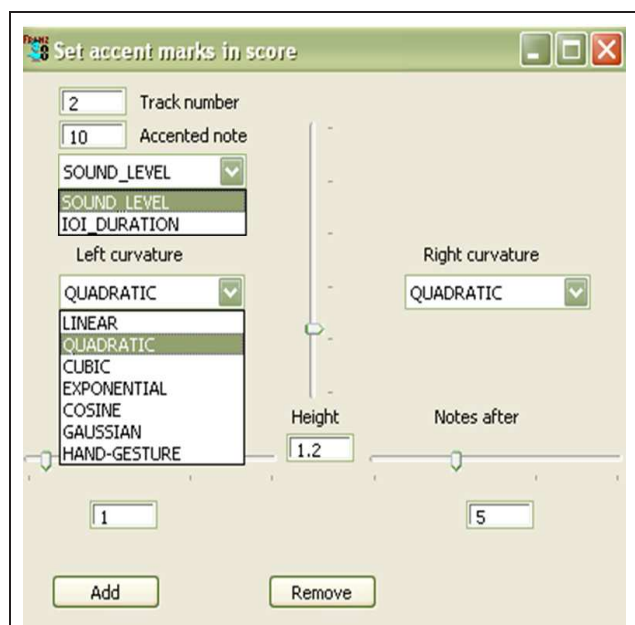 Set accent marks in score
2 Track number
10 Accented note
SOUND_LEVEL
SOUND_LEVEL
IOI_DURATION
Left curvature
Right curvature
QUADRATIC
QUADRATIC
LINEAR
QUADRATIC
CUBIC
EXPONENTIAL
COSINE
GAUSSIAN
HAND-GESTURE
Height
Notes after
1.2
1
5
Add
Remove